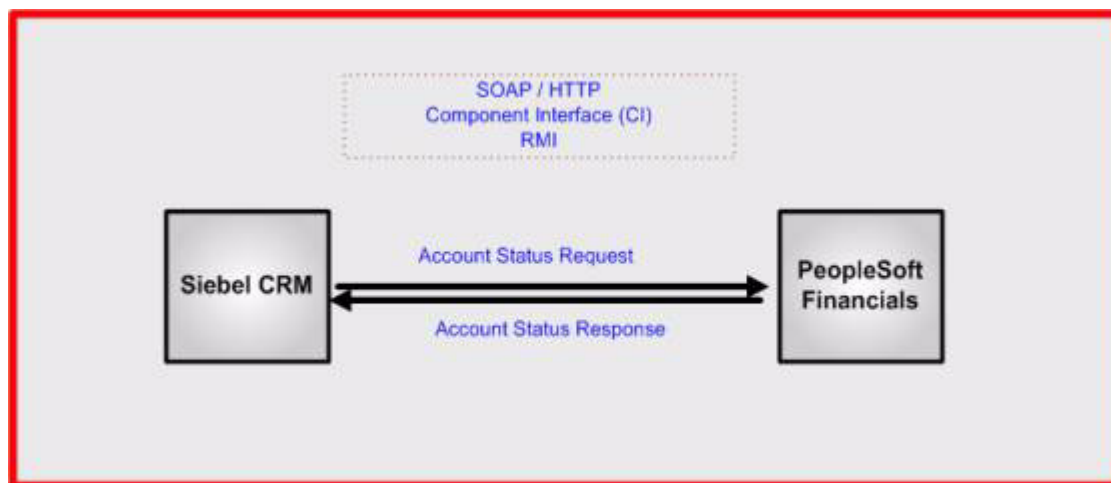 SOAP / HTTP
Component Interface (CI)
RMI
Account Status Request
Siebel CRM
PeopleSoft
Financials
Account Status Response